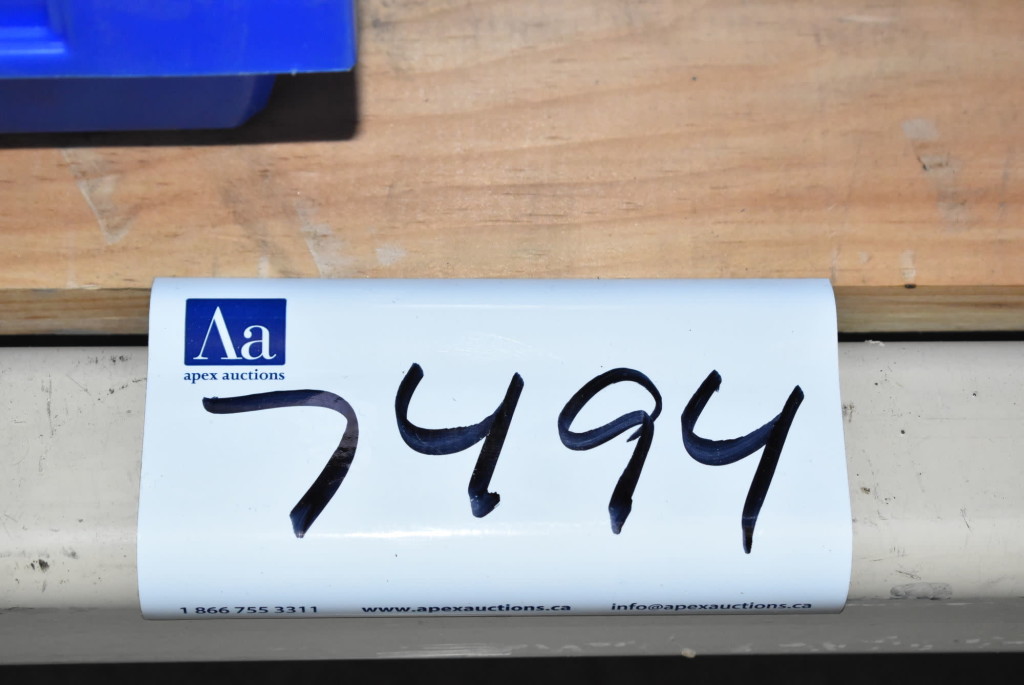 Aa
apex auctions
7494
1 866 755 3311 www.apexauctions.ca info@apexauctions.ca